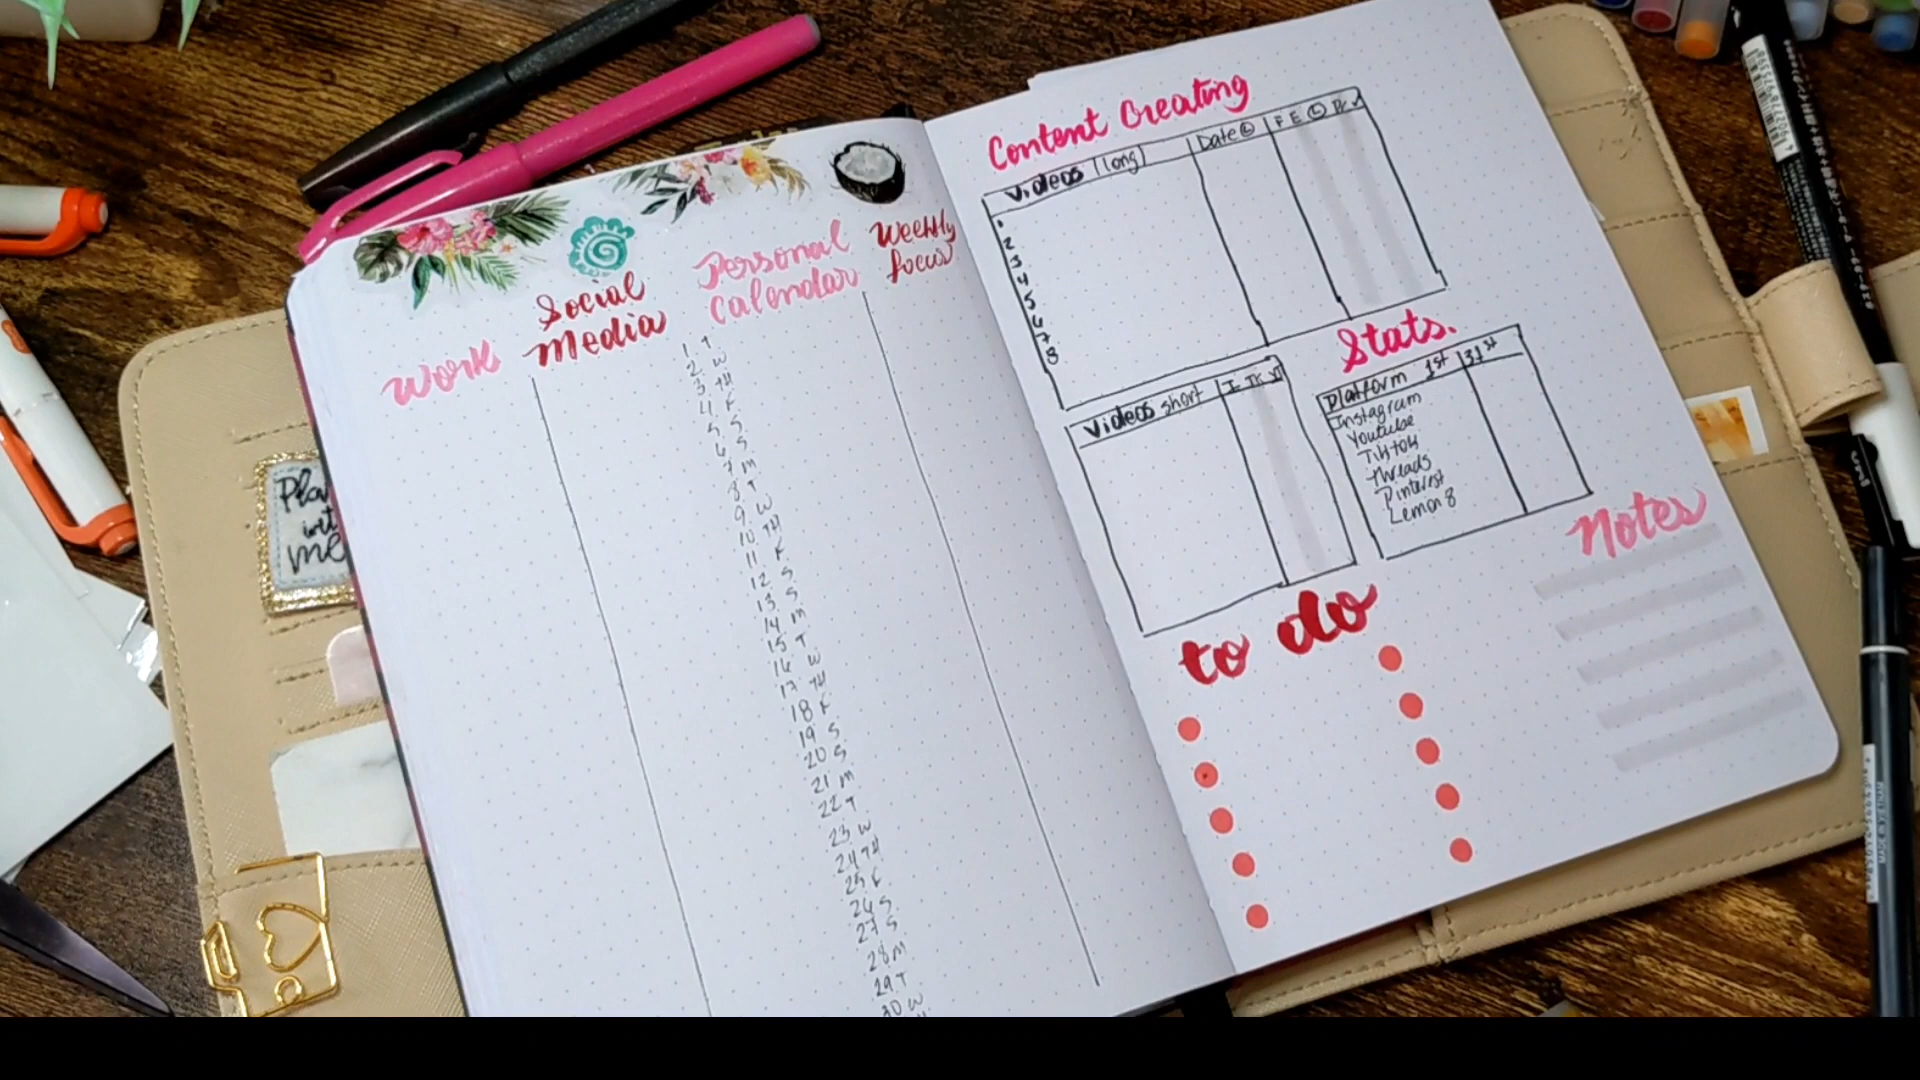 Work
Social
Media
Personal
Calendar
Weekly
focus
1 T
2 W
3 TH
4 F
5 S
6 S
7 M
8 T
9 W
10 TH
11 F
12 S
13 S
14 M
15 T
16 W
17 TH
18 F
19 S
20 S
21 M
22 T
23 W
24 TH
25 F
26 S
27 S
28 M
29 T
30 W
Content Creating
Videos long Date F E
1
2
3
4
5
6
7
8
Videos short I TK YT
Stats.
Platform 1st 31st
Instagram
Youtube
TikTok
Threads
Pinterest
Lemon 8
Notes
to do
me